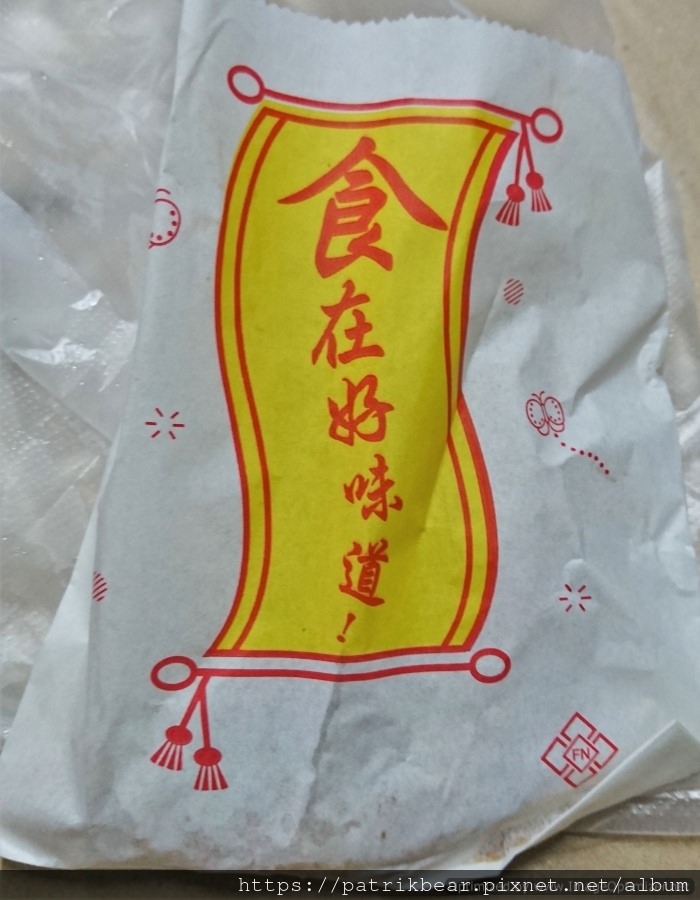 食在好味道！
FN
https://patrikbear.pixnet.net/album